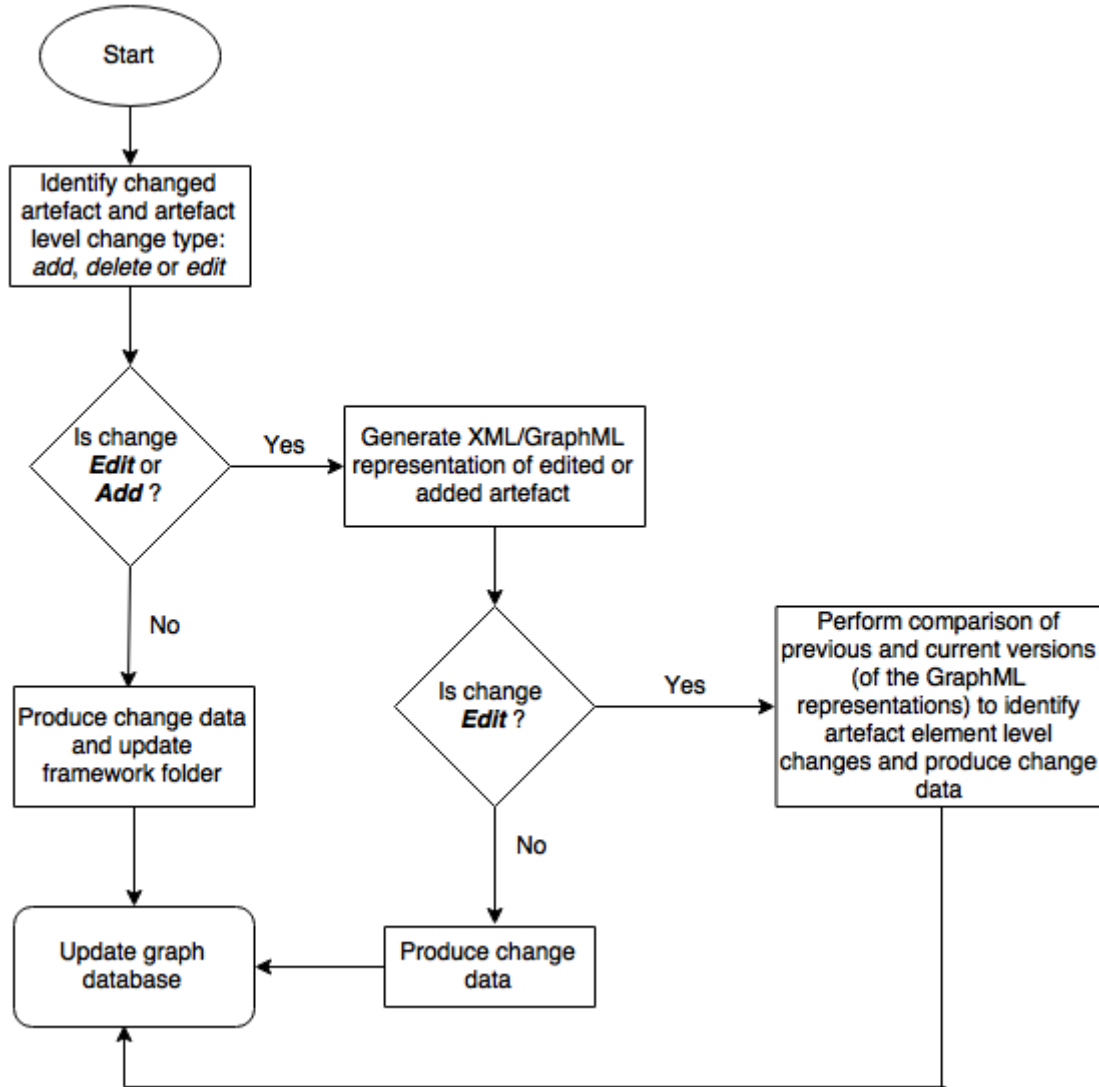 Start
Identify changed
artefact and artefact
level change type:
add, delete or edit
Is change
Edit or
Add ?
Yes
Generate XML/GraphML
representation of edited or
added artefact
No
Is change
Edit ?
Yes
Perform comparison of
previous and current versions
(of the GraphML
representations) to identify
artefact element level
changes and produce change
data
Produce change data
and update
framework folder
No
Update graph
database
Produce change
data